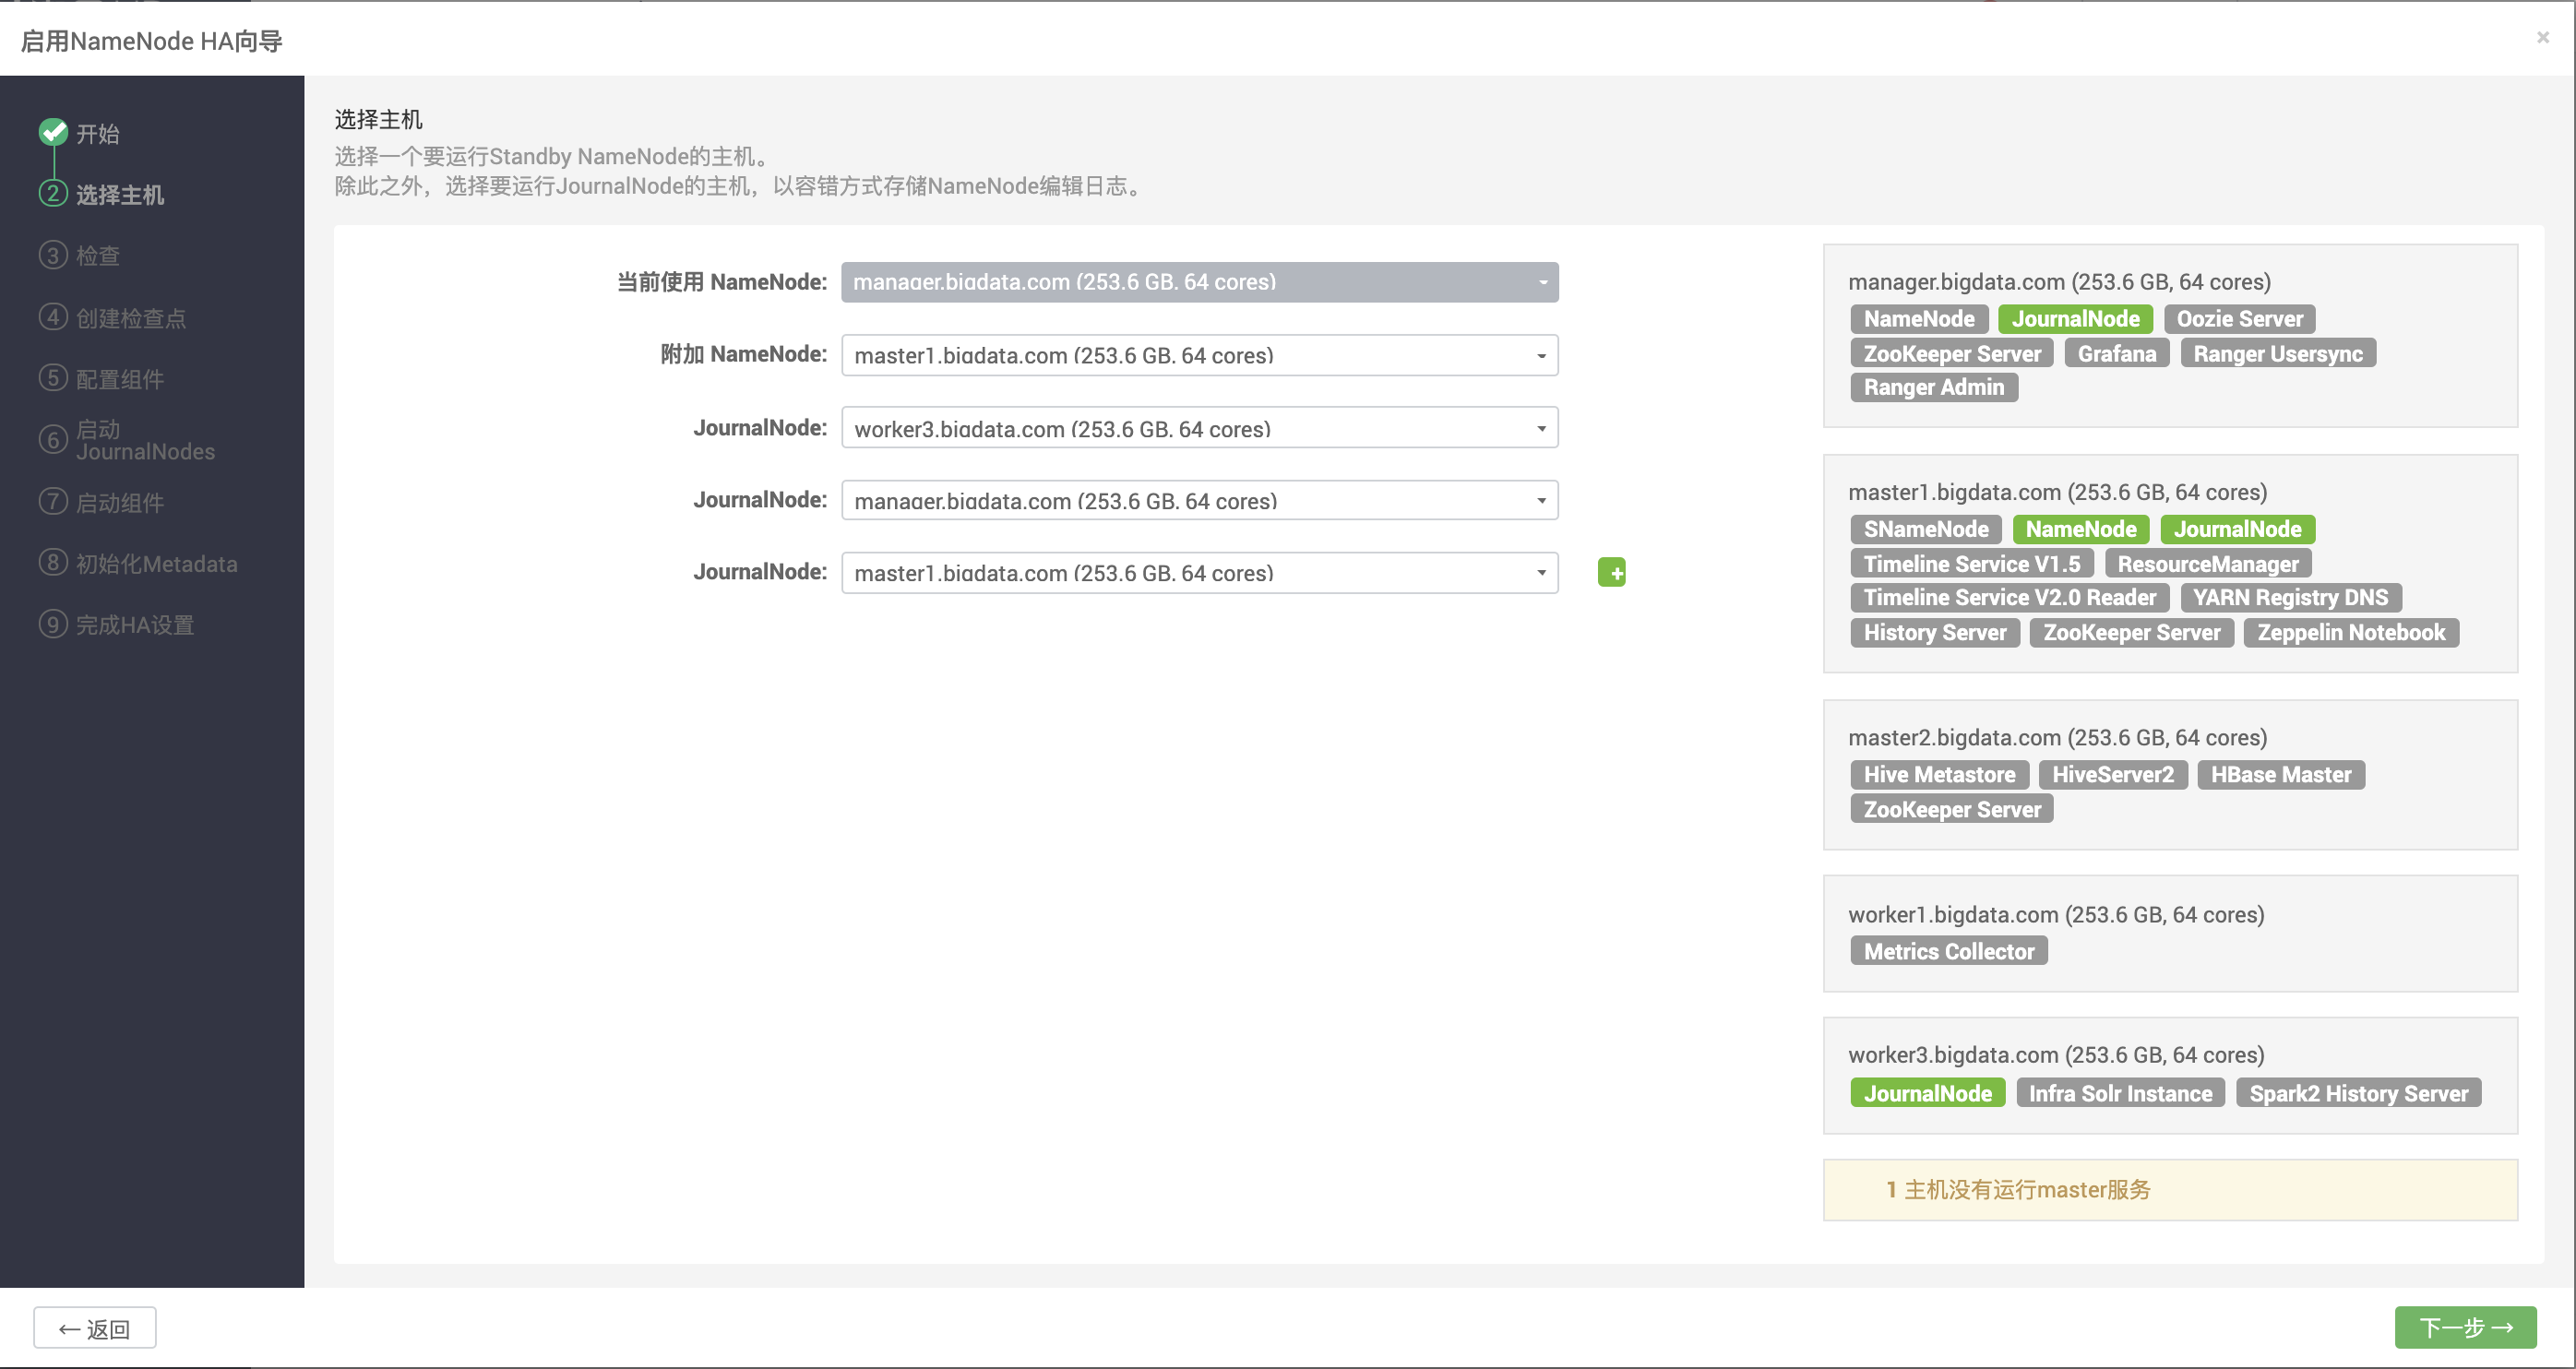 启用NameNode HA向导
×
开始
2 选择主机
3 检查
4 创建检查点
5 配置组件
6 启动
JournalNodes
7 启动组件
8 初始化Metadata
9 完成HA设置
选择主机
选择一个要运行Standby NameNode的主机。
除此之外，选择要运行JournalNode的主机，以容错方式存储NameNode编辑日志。
当前使用 NameNode: manager.bigdata.com (253.6 GB, 64 cores)
附加 NameNode: master1.bigdata.com (253.6 GB, 64 cores)
JournalNode: worker3.bigdata.com (253.6 GB, 64 cores)
JournalNode: manager.bigdata.com (253.6 GB, 64 cores)
JournalNode: master1.bigdata.com (253.6 GB, 64 cores) +
manager.bigdata.com (253.6 GB, 64 cores)
NameNode JournalNode Oozie Server
ZooKeeper Server Grafana Ranger Usersync
Ranger Admin
master1.bigdata.com (253.6 GB, 64 cores)
SNameNode NameNode JournalNode
Timeline Service V1.5 ResourceManager
Timeline Service V2.0 Reader YARN Registry DNS
History Server ZooKeeper Server Zeppelin Notebook
master2.bigdata.com (253.6 GB, 64 cores)
Hive Metastore HiveServer2 HBase Master
ZooKeeper Server
worker1.bigdata.com (253.6 GB, 64 cores)
Metrics Collector
worker3.bigdata.com (253.6 GB, 64 cores)
JournalNode Infra Solr Instance Spark2 History Server
1 主机没有运行master服务
← 返回
下一步 →